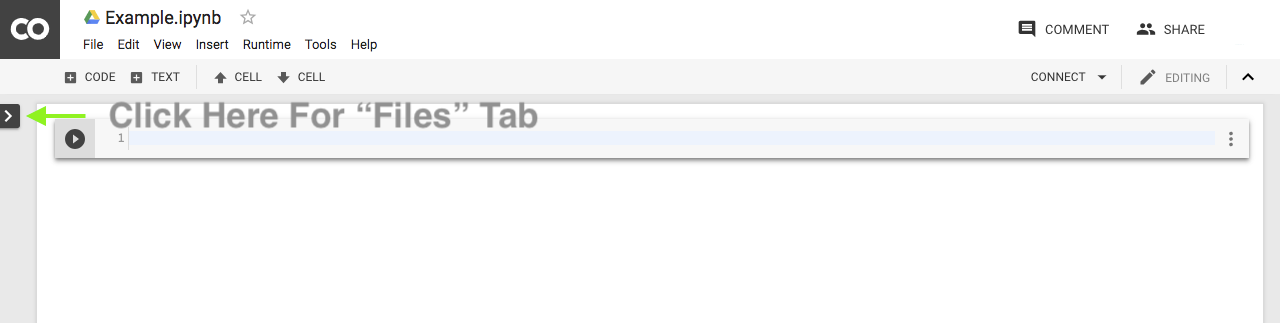 CO
Example.ipynb
File Edit View Insert Runtime Tools Help
COMMENT SHARE
CODE TEXT CELL CELL
CONNECT EDITING
Click Here For “Files” Tab
1